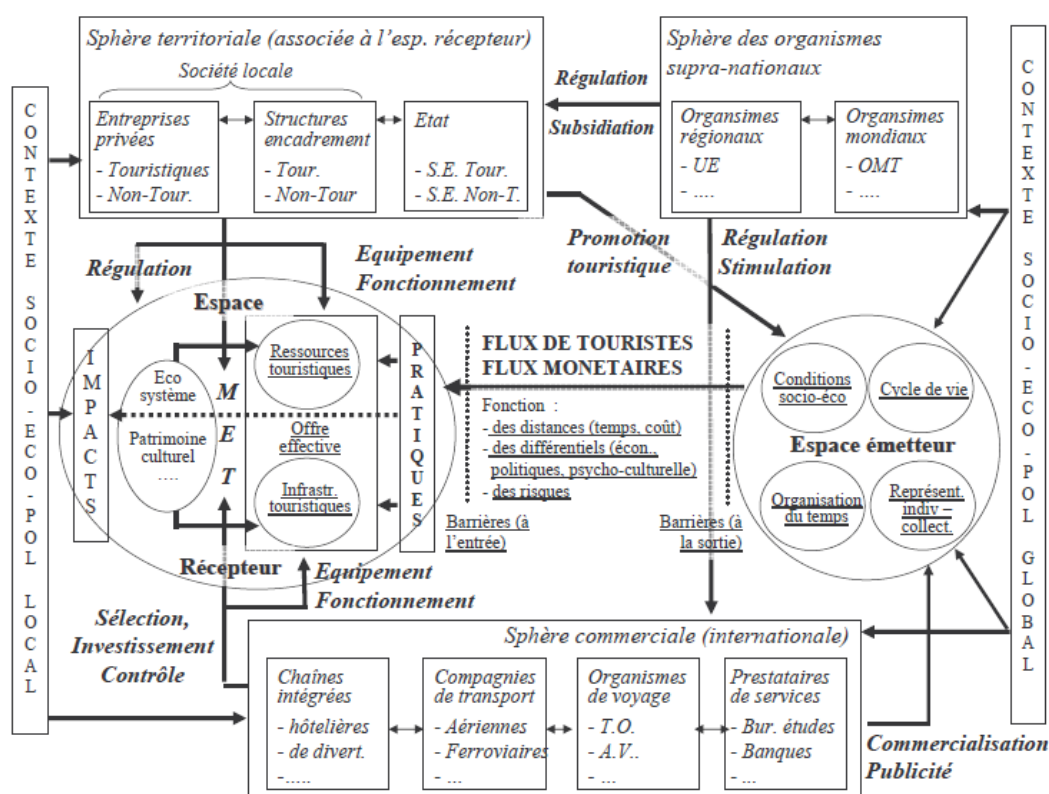 Sphère territoriale (associée à l'esp. récepteur)
Société locale
Entreprises
privées
- Touristiques
- Non-Tour.
Structures
encadrement
- Tour.
- Non-Tour
Etat
- S.E. Tour.
- S.E. Non-T.
Régulation
Subsidiation
Sphère des organismes
supra-nationaux
Organsimes
régionaux
- UE
- ....
Organsimes
mondiaux
- OMT
- ....
CONTEXTE SOCIO-ECO-POL LOCAL
CONTEXTE SOCIO-ECO-POL GLOBAL
Régulation
Equipement
Fonctionnement
Promotion
touristique
Régulation
Stimulation
Espace
IMPACTS
Eco
système
Patrimoine
culturel
.....
MET
Ressources
touristiques
Offre
effective
Infrastr.
touristiques
PRATIQUES
Récepteur
FLUX DE TOURISTES
FLUX MONETAIRES
Fonction :
- des distances (temps, coût)
- des différentiels (écon.,
politiques, psycho-culturelle)
- des risques
Barrières (à
l'entrée)
Barrières (à
la sortie)
Conditions
socio-éco
Cycle de vie
Espace émetteur
Organisation
du temps
Représent.
indiv –
collect.
Equipement
Fonctionnement
Sélection,
Investissement
Contrôle
Sphère commerciale (internationale)
Chaînes
intégrées
- hôtelières
- de divert.
-.....
Compagnies
de transport
- Aériennes
- Ferroviaires
- ...
Organismes
de voyage
- T.O.
- A.V..
- ...
Prestataires
de services
- Bur. études
- Banques
- ...
Commercialisation
Publicité